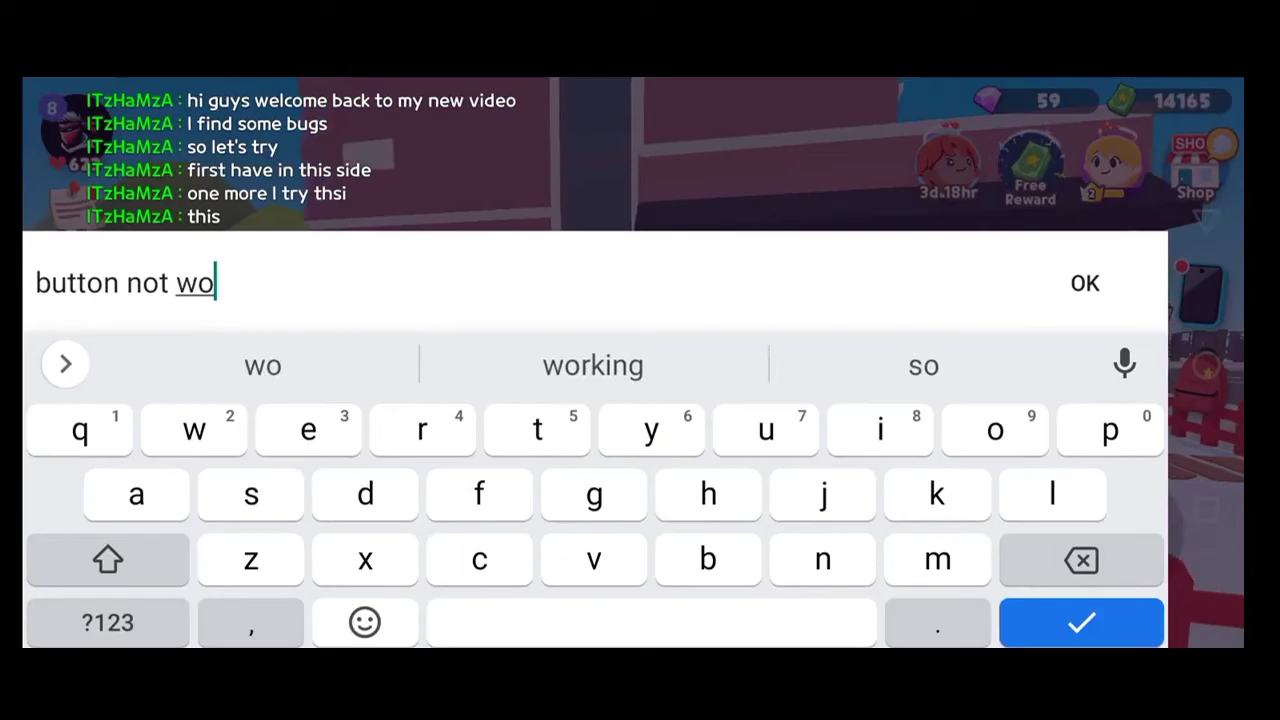 8
ITzHaMzA : hi guys welcome back to my new video
ITzHaMzA : I find some bugs
ITzHaMzA : so let's try
ITzHaMzA : first have in this side
ITzHaMzA : one more I try thsi
ITzHaMzA : this
59
14165
3d.18hr
Free
Reward
2
SHO
Shop
button not wo
OK
wo
working
so
q 1 w 2 e 3 r 4 t 5 y 6 u 7 i 8 o 9 p 0
a s d f g h j k l
z x c v b n m
?123 , .